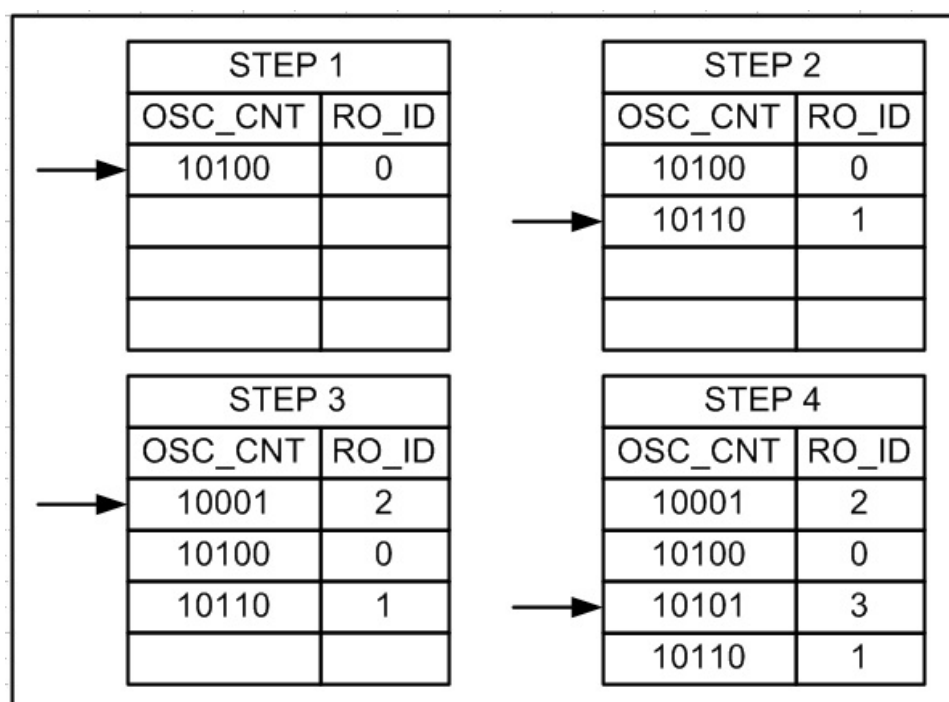 STEP 1
OSC_CNT RO_ID
10100 0
STEP 2
OSC_CNT RO_ID
10100 0
10110 1
STEP 3
OSC_CNT RO_ID
10001 2
10100 0
10110 1
STEP 4
OSC_CNT RO_ID
10001 2
10100 0
10101 3
10110 1